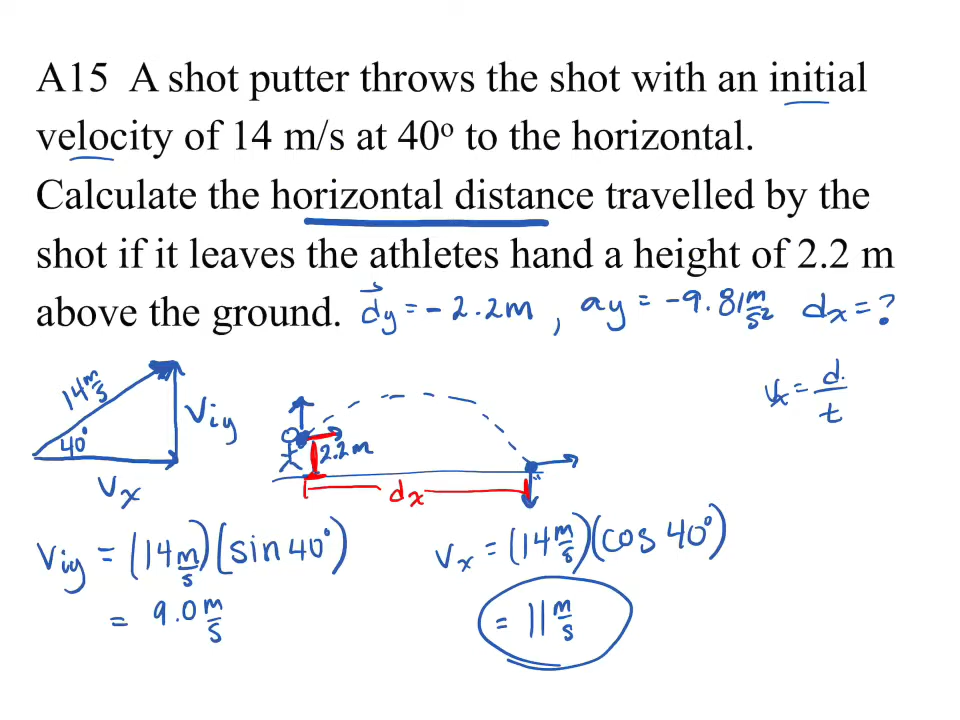 A15 A shot putter throws the shot with an initial
velocity of 14 m/s at 40º to the horizontal.
Calculate the horizontal distance travelled by the
shot if it leaves the athletes hand a height of 2.2 m
above the ground. dy = -2.2m , ay = -9.81 m/s² dx = ?
14 m/s
40°
Viy
Vx
2.2m
dx
Vx = d/t
Viy = (14 m/s)(sin 40°)
= 9.0 m/s
Vx = (14 m/s)(cos 40°)
= 11 m/s